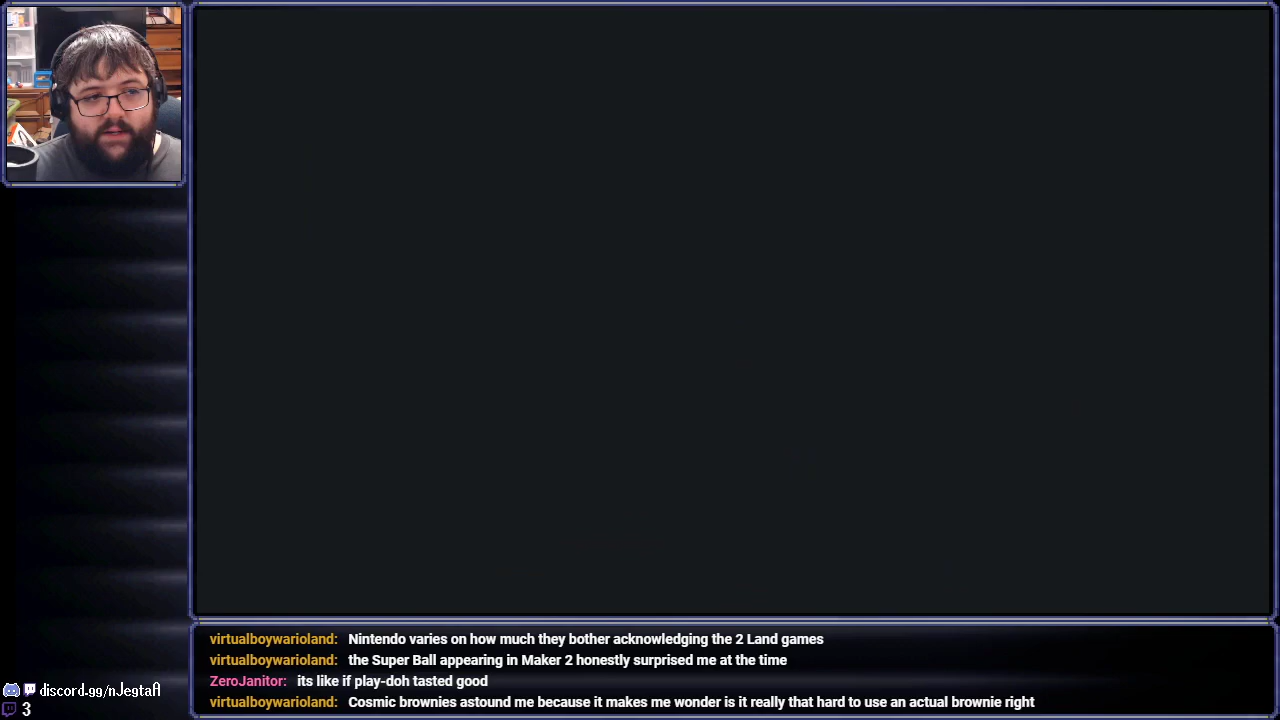 virtualboywarioland: Nintendo varies on how much they bother acknowledging the 2 Land games
virtualboywarioland: the Super Ball appearing in Maker 2 honestly surprised me at the time
ZeroJanitor: its like if play-doh tasted good
virtualboywarioland: Cosmic brownies astound me because it makes me wonder is it really that hard to use an actual brownie right
discord.gg/nJegtaA
3